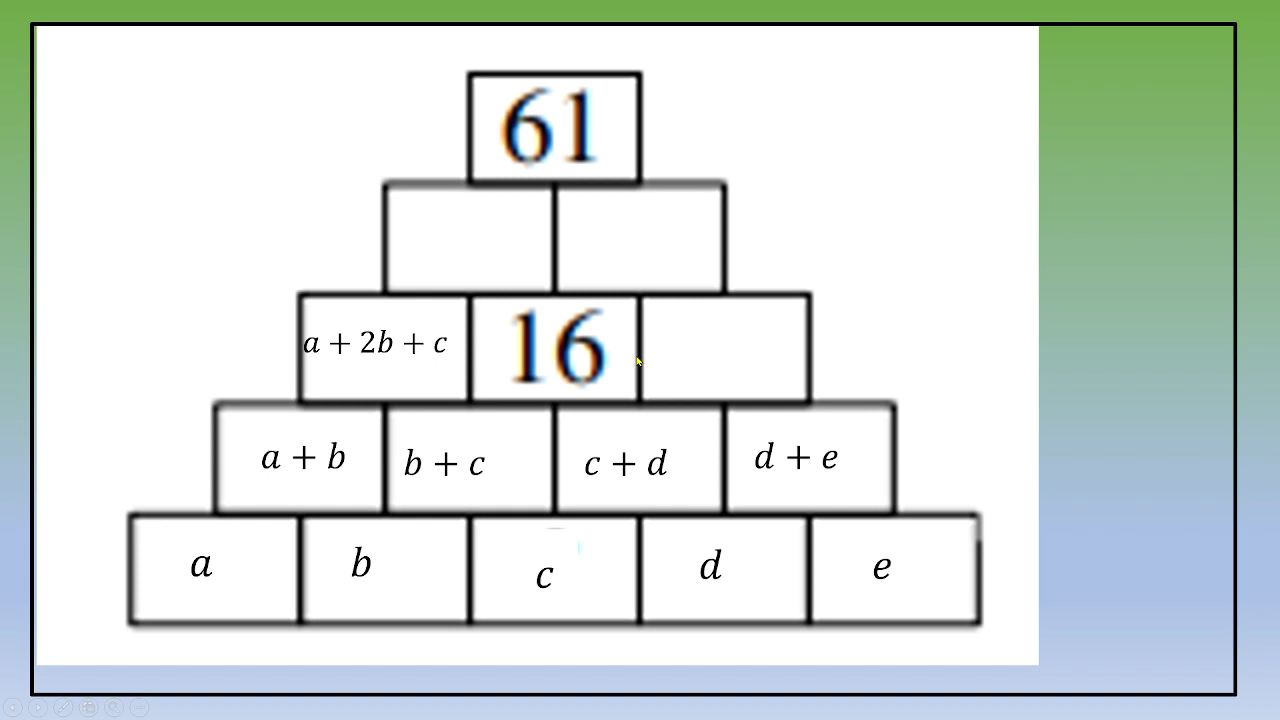 61
a + 2b + c 16
a + b b + c c + d d + e
a b c d e